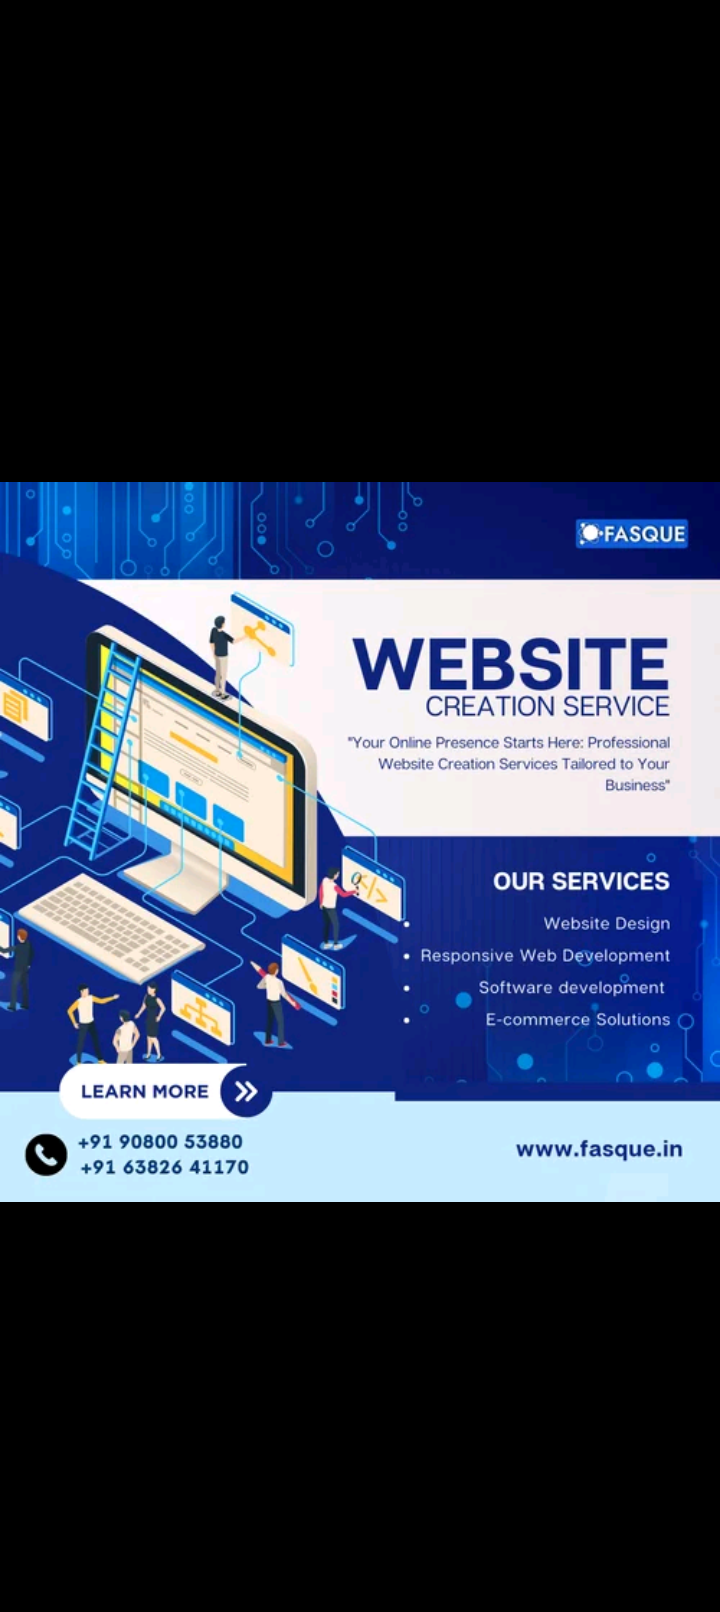 FASQUE
WEBSITE
CREATION SERVICE
"Your Online Presence Starts Here: Professional
Website Creation Services Tailored to Your
Business"
OUR SERVICES
• Website Design
• Responsive Web Development
• Software development
• E-commerce Solutions
LEARN MORE
+91 90800 53880
+91 63826 41170
www.fasque.in